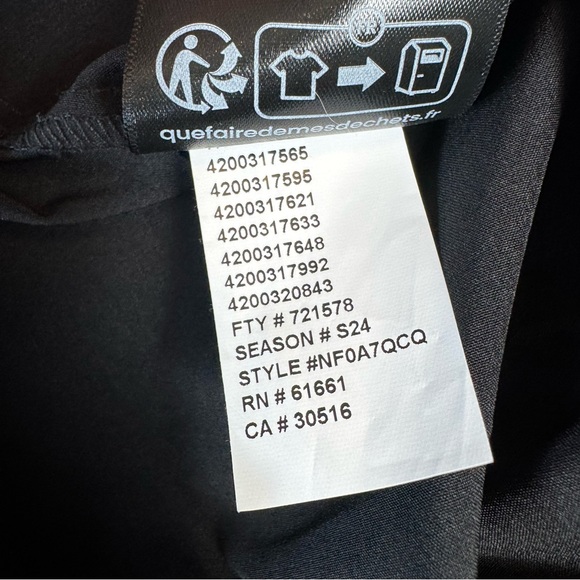 quefairedemesdechets.fr
4200317565
4200317595
4200317621
4200317633
4200317648
4200317992
4200320843
FTY # 721578
SEASON # S24
STYLE #NF0A7QCQ
RN # 61661
CA # 30516